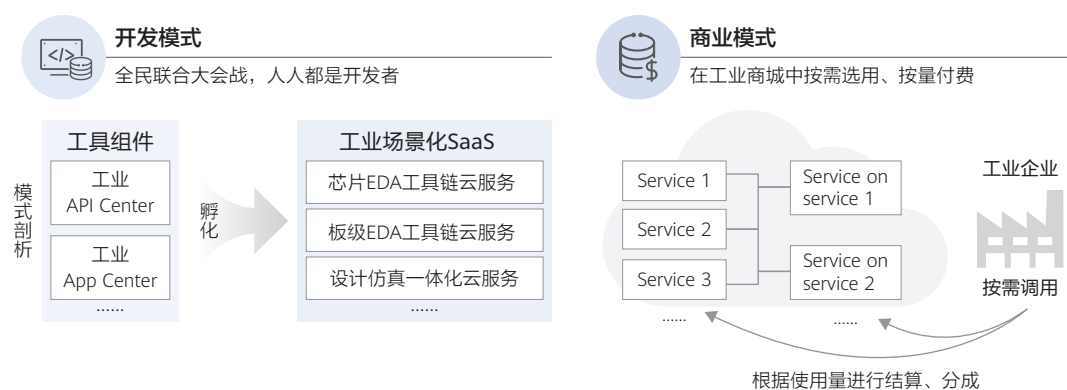 开发模式
全民联合大会战，人人都是开发者
模式剖析
工具组件
工业
API Center
工业
App Center
......
孵化
工业场景化SaaS
芯片EDA工具链云服务
板级EDA工具链云服务
设计仿真一体化云服务
......
商业模式
在工业商城中按需选用、按量付费
Service 1
Service 2
Service 3
......
Service on
service 1
Service on
service 2
......
工业企业
按需调用
根据使用量进行结算、分成